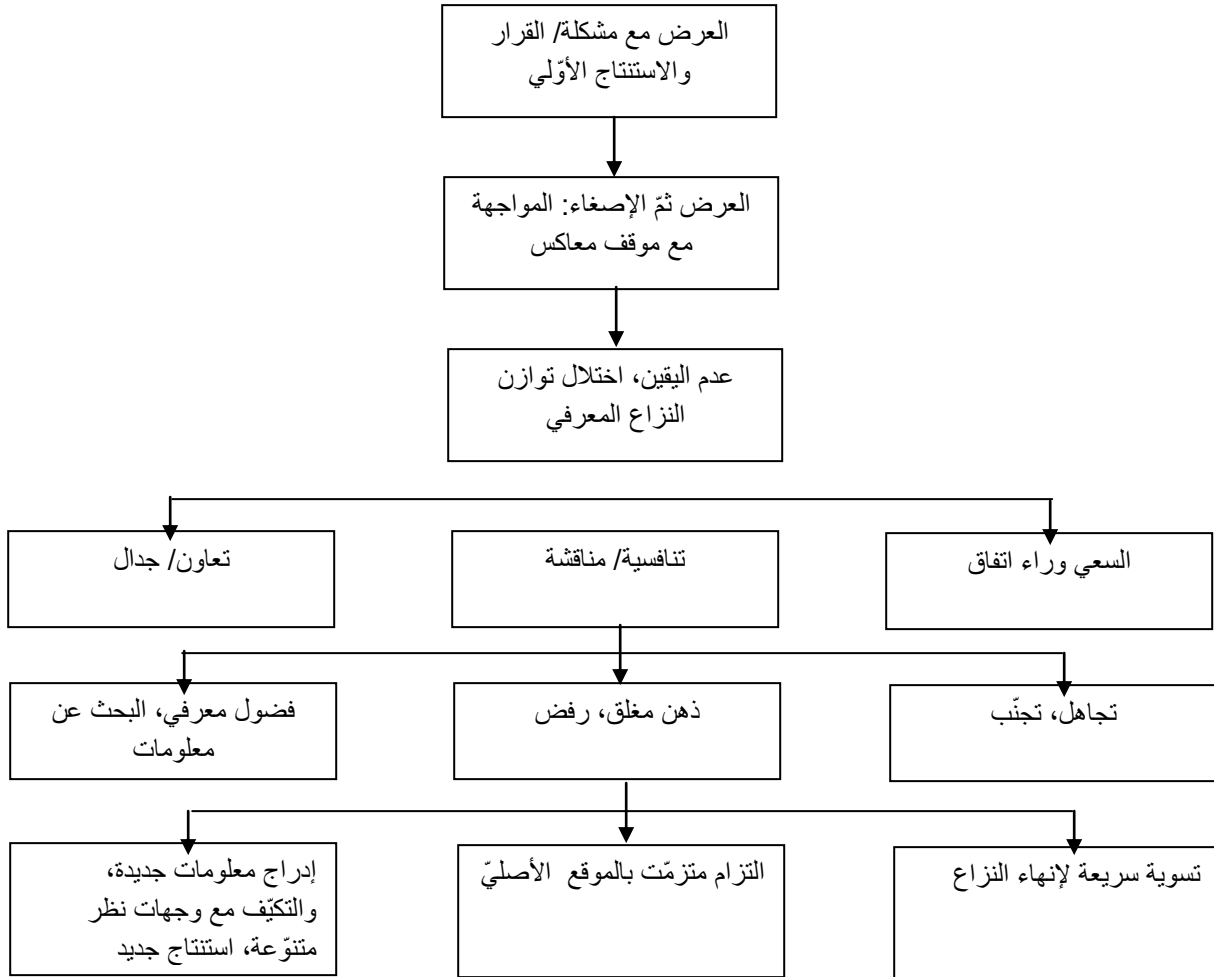 العرض مع مشكلة/ القرار
والاستنتاج الأوّلي
العرض ثمّ الإصغاء: المواجهة
مع موقف معاكس
عدم اليقين، اختلال توازن
النزاع المعرفي
السعي وراء اتفاق
تنافسية/ مناقشة
تعاون/ جدال
تجاهل، تجنّب
ذهن مغلق، رفض
فضول معرفي، البحث عن
معلومات
تسوية سريعة لإنهاء النزاع
التزام متزمّت بالموقع الأصليّ
إدراج معلومات جديدة،
والتكيّف مع وجهات نظر
متنوّعة، استنتاج جديد